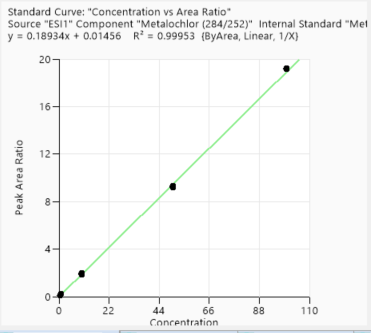 Standard Curve: "Concentration vs Area Ratio"
Source "ESI1" Component "Metalochlor (284/252)" Internal Standard "Met
y = 0.18934x + 0.01456 R² = 0.99953 (ByArea, Linear, 1/X)
20
16
12
8
4
0
Peak Area Ratio
0 22 44 66 88 110
Concentration